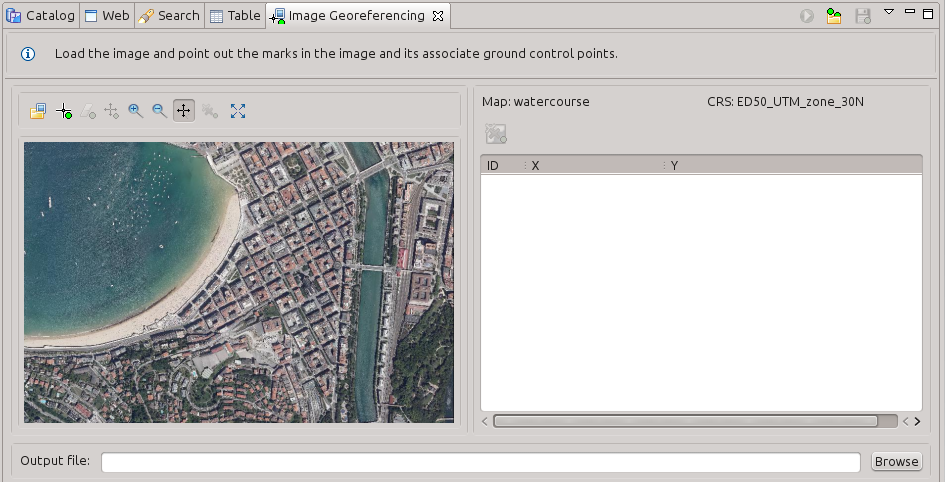 Catalog Web Search Table Image Georeferencing
Load the image and point out the marks in the image and its associate ground control points.
Map: watercourse CRS: ED50_UTM_zone_30N
ID X Y
Output file: Browse